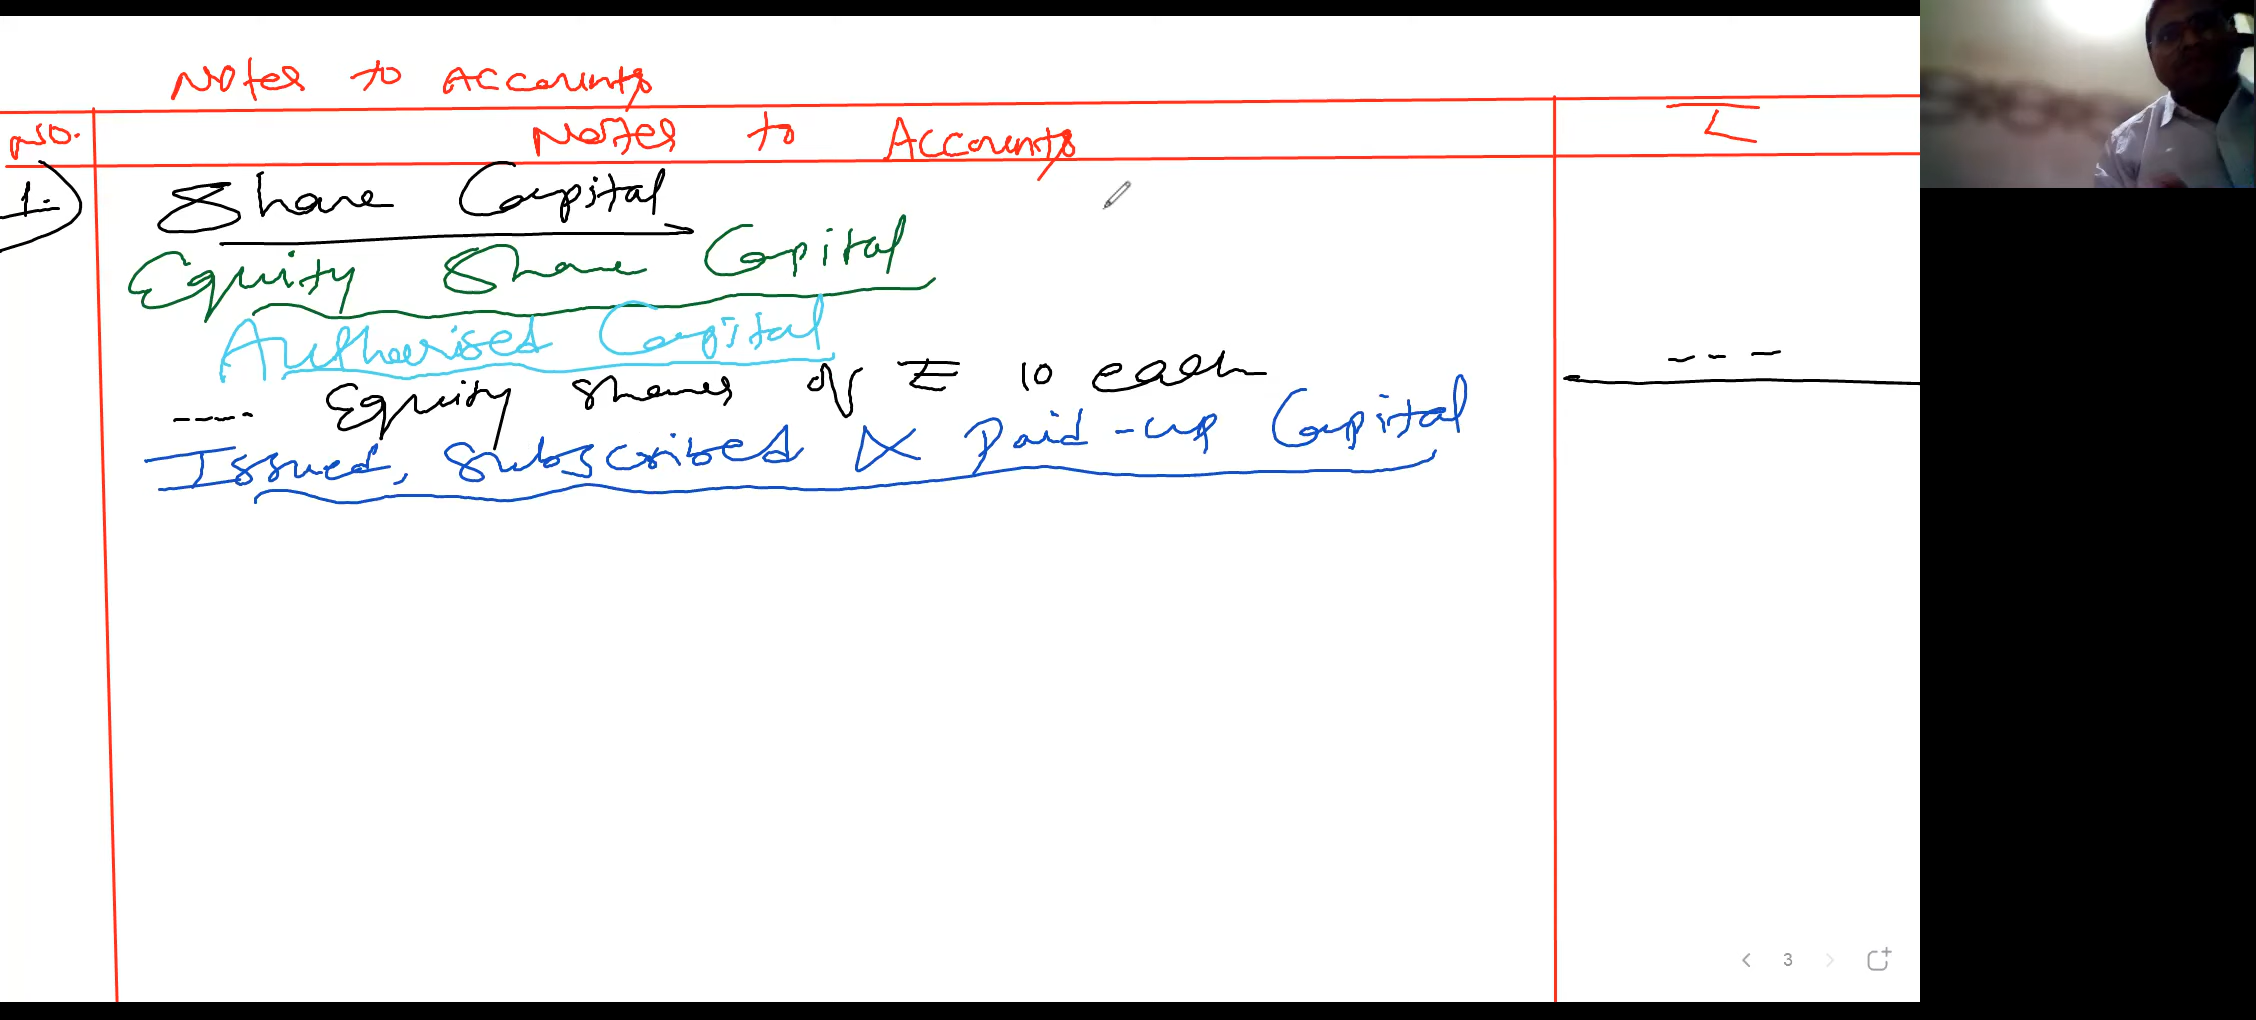 Notes to Accounts
No. Notes to Accounts ₹
1. Share Capital
Equity Share Capital
Authorised Capital
---- Equity shares of ₹ 10 each ---
Issued, Subscribed & Paid-up Capital
3